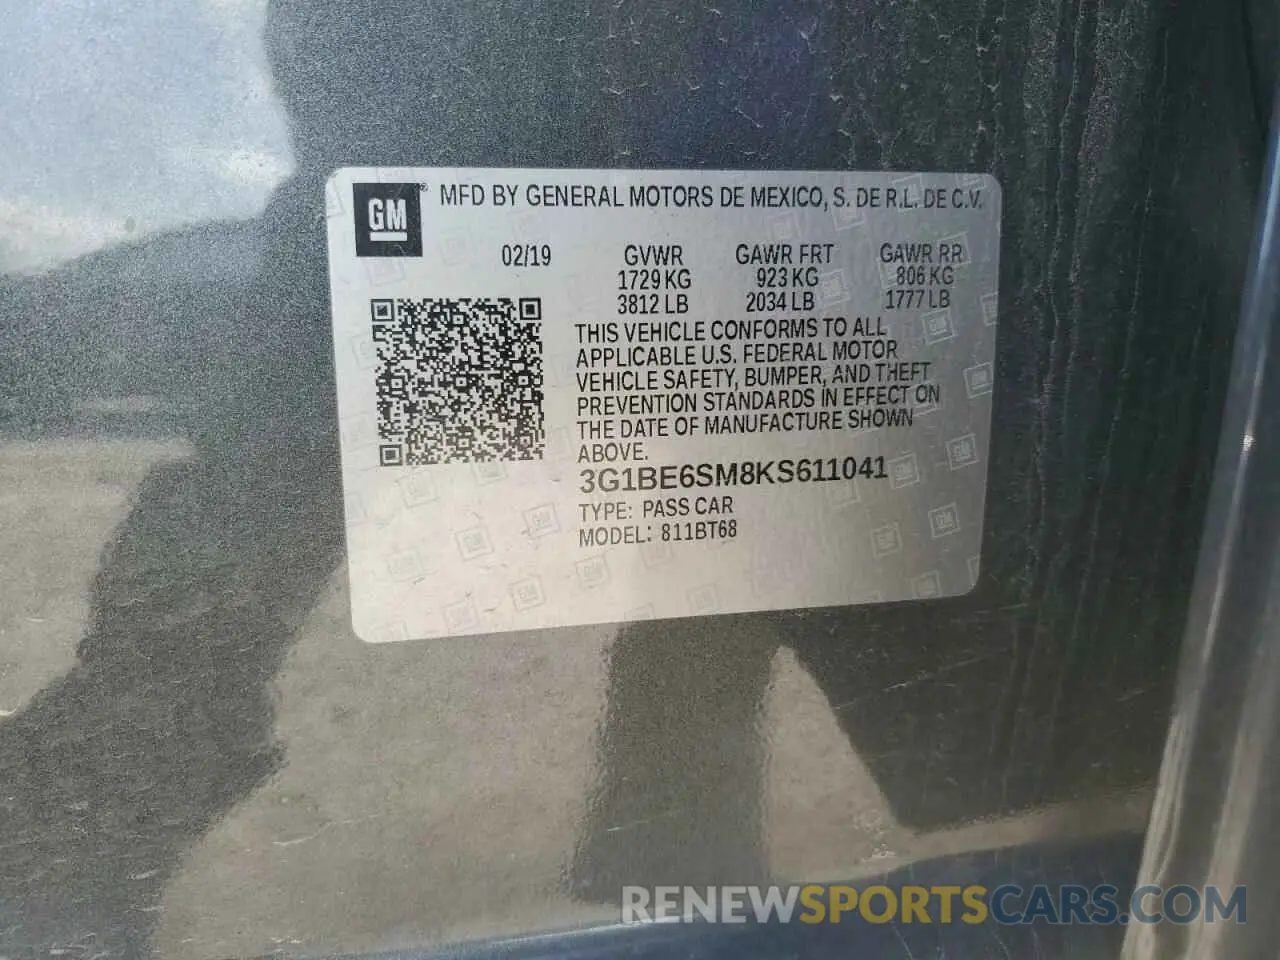 GM® MFD BY GENERAL MOTORS DE MEXICO, S. DE R.L. DE C.V.
02/19 GVWR GAWR FRT GAWR RR
1729 KG 923 KG 806 KG
3812 LB 2034 LB 1777 LB
THIS VEHICLE CONFORMS TO ALL
APPLICABLE U.S. FEDERAL MOTOR
VEHICLE SAFETY, BUMPER, AND THEFT
PREVENTION STANDARDS IN EFFECT ON
THE DATE OF MANUFACTURE SHOWN
ABOVE.
3G1BE6SM8KS611041
TYPE: PASS CAR
MODEL: 811BT68
RENEWSPORTSCARS.COM